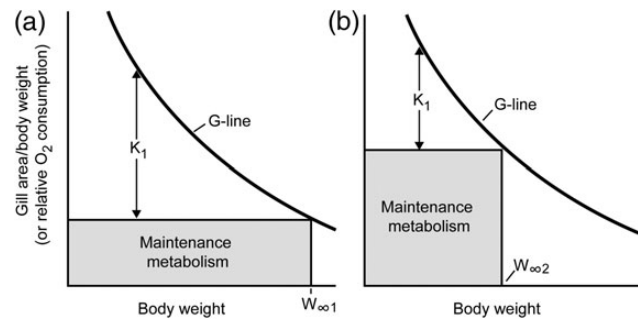 (a)
Gill area/body weight
(or relative O2 consumption)
K1
G-line
Maintenance
metabolism
Body weight
W∞1
(b)
K1
G-line
Maintenance
metabolism
W∞2
Body weight